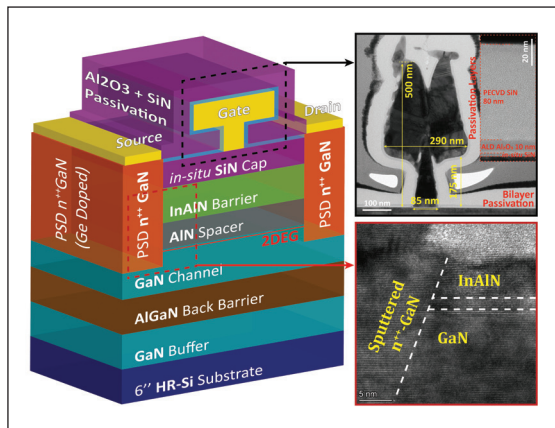 Al2O3 + SiN
Passivation
Source
Gate
Drain
PSD n⁺⁺GaN
(Ge Doped)
PSD n⁺⁺ GaN
PSD n⁺⁺ GaN
in-situ SiN Cap
InAlN Barrier
AlN Spacer
2DEG
GaN Channel
AlGaN Back Barrier
GaN Buffer
6’’ HR-Si Substrate
500 nm
290 nm
175 nm
85 nm
100 nm
Bilayer
Passivation
Passivation
20 nm
PECVD SiN
80 nm
ALD Al₂O₃ 10 nm
Sputtered
n⁺⁺-GaN
InAlN
GaN
5 nm